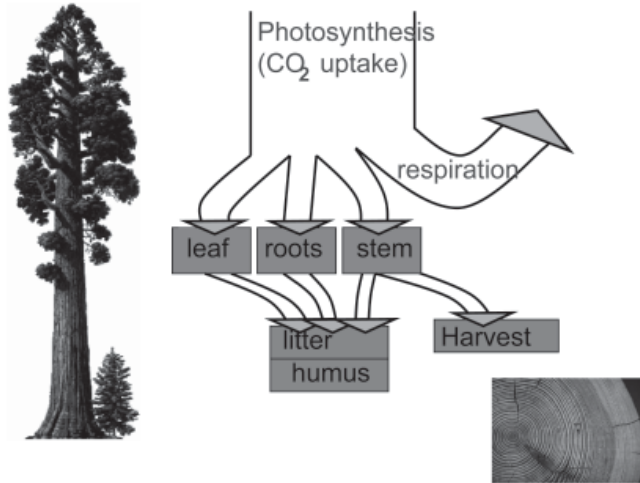 Photosynthesis
(CO₂ uptake)
respiration
leaf
roots
stem
litter
Harvest
humus